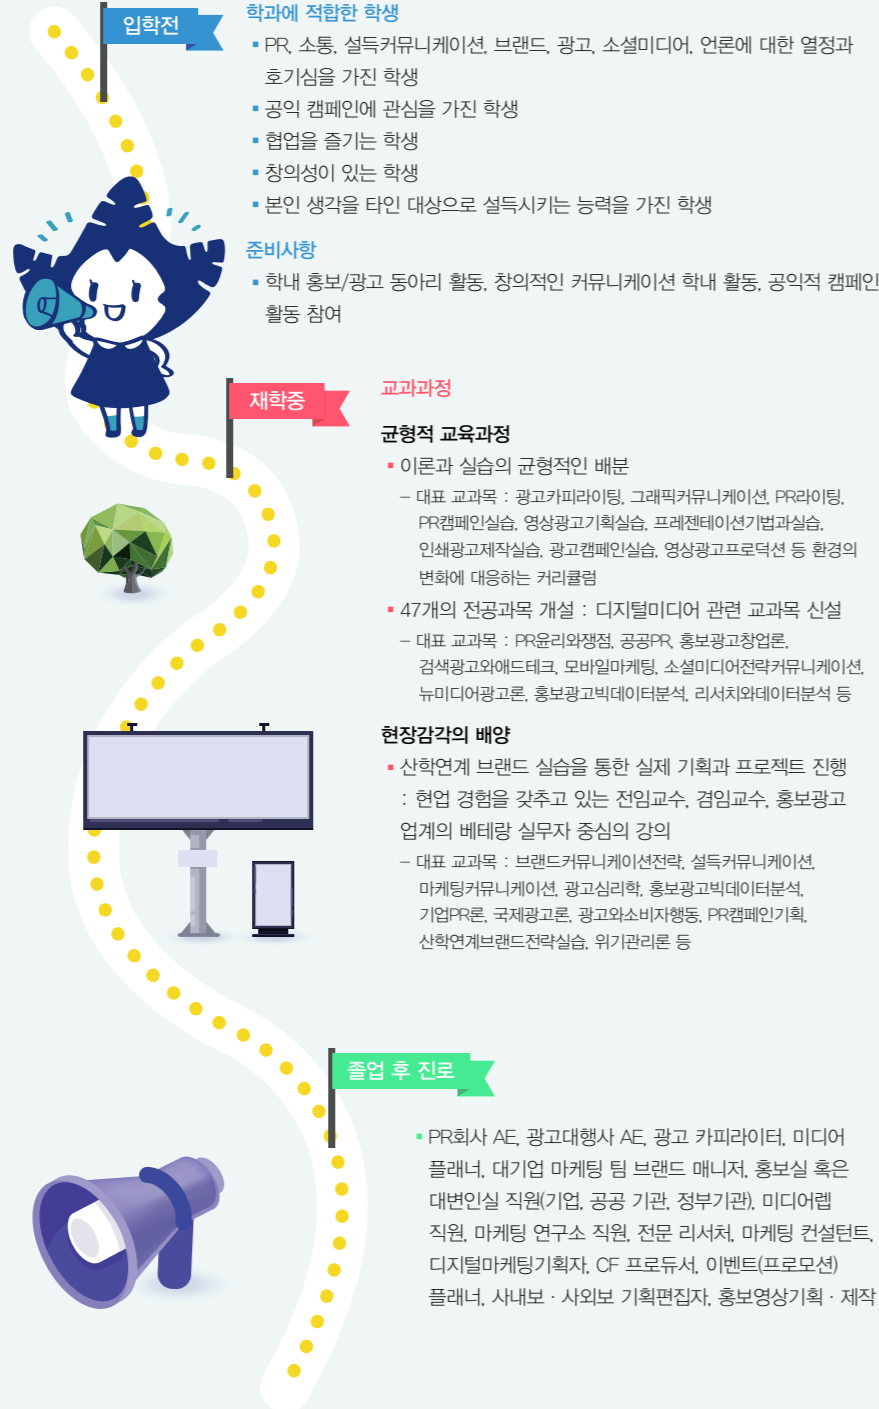 입학전
학과에 적합한 학생
▪ PR, 소통, 설득커뮤니케이션, 브랜드, 광고, 소셜미디어, 언론에 대한 열정과
호기심을 가진 학생
▪ 공익 캠페인에 관심을 가진 학생
▪ 협업을 즐기는 학생
▪ 창의성이 있는 학생
▪ 본인 생각을 타인 대상으로 설득시키는 능력을 가진 학생
준비사항
▪ 학내 홍보/광고 동아리 활동, 창의적인 커뮤니케이션 학내 활동, 공익적 캠페인
활동 참여
재학중
교과과정
균형적 교육과정
▪ 이론과 실습의 균형적인 배분
– 대표 교과목 : 광고카피라이팅, 그래픽커뮤니케이션, PR라이팅,
PR캠페인실습, 영상광고기획실습, 프레젠테이션기법과실습,
인쇄광고제작실습, 광고캠페인실습, 영상광고프로덕션 등 환경의
변화에 대응하는 커리큘럼
▪ 47개의 전공과목 개설 : 디지털미디어 관련 교과목 신설
– 대표 교과목 : PR윤리와쟁점, 공공PR, 홍보광고창업론,
검색광고와애드테크, 모바일마케팅, 소셜미디어전략커뮤니케이션,
뉴미디어광고론, 홍보광고빅데이터분석, 리서치와데이터분석 등
현장감각의 배양
▪ 산학연계 브랜드 실습을 통한 실제 기획과 프로젝트 진행
: 현업 경험을 갖추고 있는 전임교수, 겸임교수, 홍보광고
업계의 베테랑 실무자 중심의 강의
– 대표 교과목 : 브랜드커뮤니케이션전략, 설득커뮤니케이션,
마케팅커뮤니케이션, 광고심리학, 홍보광고빅데이터분석,
기업PR론, 국제광고론, 광고와소비자행동, PR캠페인기획,
산학연계브랜드전략실습, 위기관리론 등
졸업 후 진로
▪ PR회사 AE, 광고대행사 AE, 광고 카피라이터, 미디어
플래너, 대기업 마케팅 팀 브랜드 매니저, 홍보실 혹은
대변인실 직원(기업, 공공 기관, 정부기관), 미디어렙
직원, 마케팅 연구소 직원, 전문 리서처, 마케팅 컨설턴트,
디지털마케팅기획자, CF 프로듀서, 이벤트(프로모션)
플래너, 사내보 · 사외보 기획편집자, 홍보영상기획 · 제작